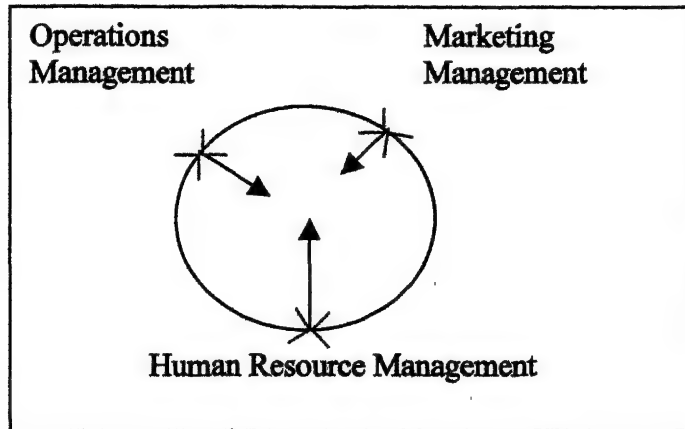 Operations
Management
Marketing
Management
Human Resource Management